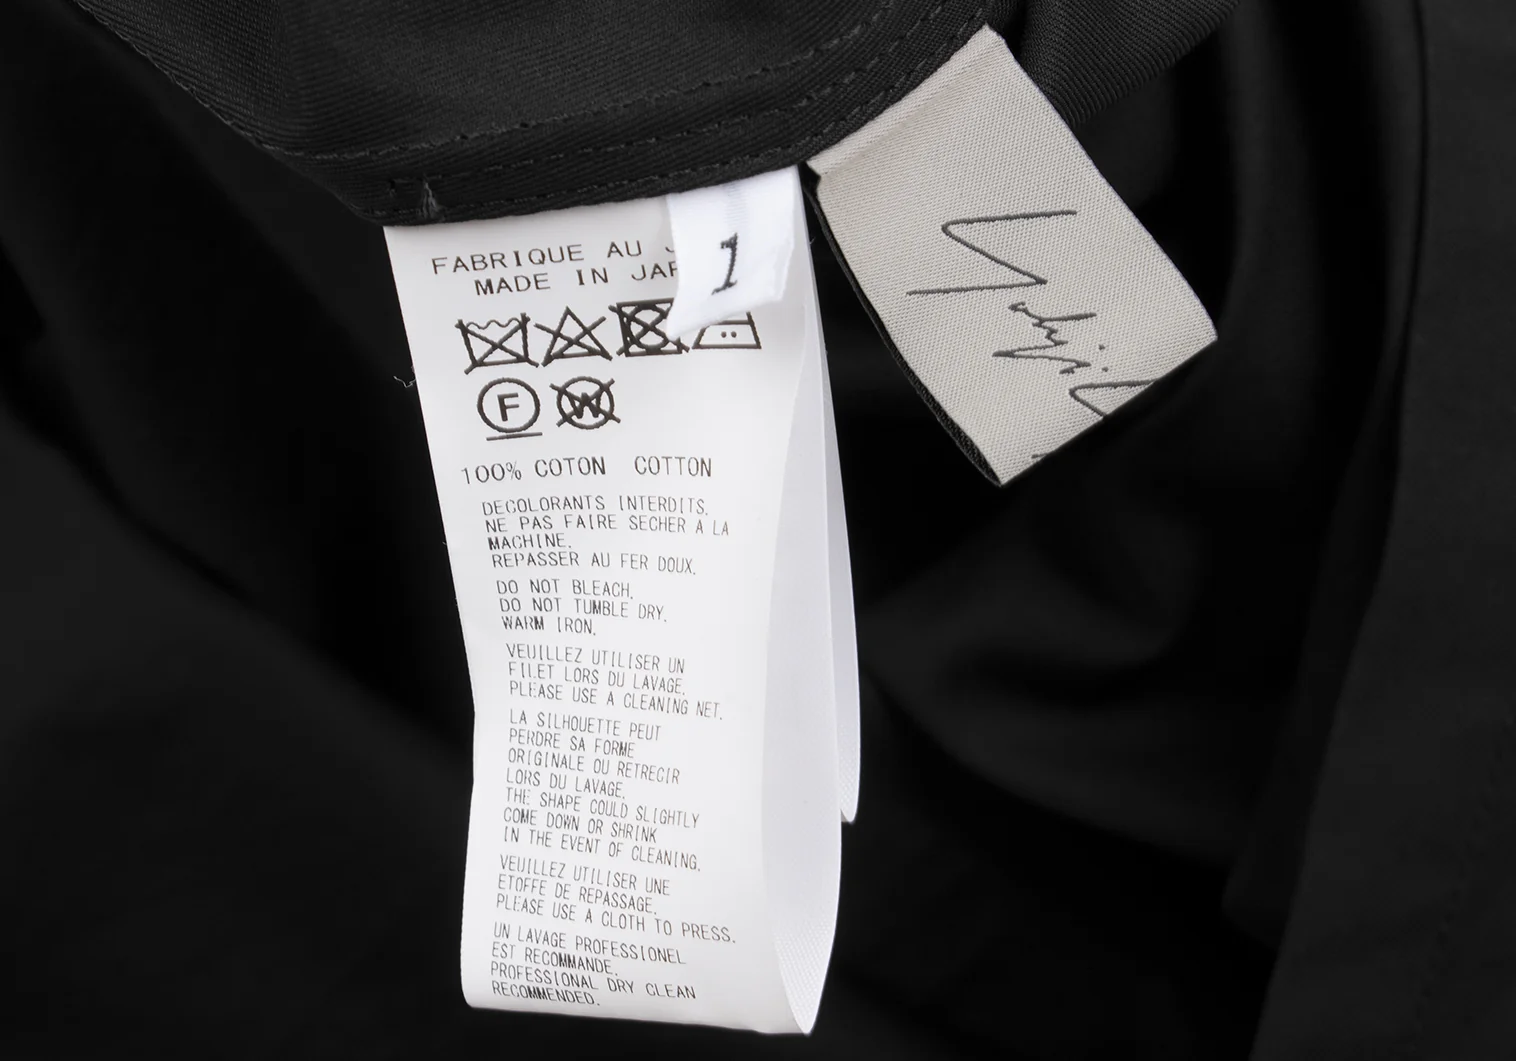 FABRIQUE AU
MADE IN
1
F
W
100% COTON COTTON
DECOLORANTS INTERDITS.
NE PAS FAIRE SECHER A LA
MACHINE.
REPASSER AU FER DOUX.
DO NOT BLEACH.
DO NOT TUMBLE DRY.
WARM IRON.
VEUILLEZ UTILISER UN
FILET LORS DU LAVAGE.
PLEASE USE A CLEANING NET.
LA SILHOUETTE PEUT
PERDRE SA FORME
ORIGINALE OU RETRECIR
LORS DU LAVAGE.
THE SHAPE COULD SLIGHTLY
COME DOWN OR SHRINK
IN THE EVENT OF CLEANING.
VEUILLEZ UTILISER UNE
ETOFFE DE REPASSAGE.
PLEASE USE A CLOTH TO PRESS.
UN LAVAGE PROFESSIONEL
EST RECOMMANDE.
PROFESSIONAL DRY CLEAN
RECOMMENDED.
Yohji